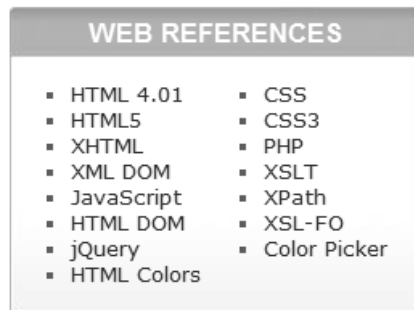 WEB REFERENCES
HTML 4.01
HTML5
XHTML
XML DOM
JavaScript
HTML DOM
jQuery
HTML Colors
CSS
CSS3
PHP
XSLT
XPath
XSL-FO
Color Picker